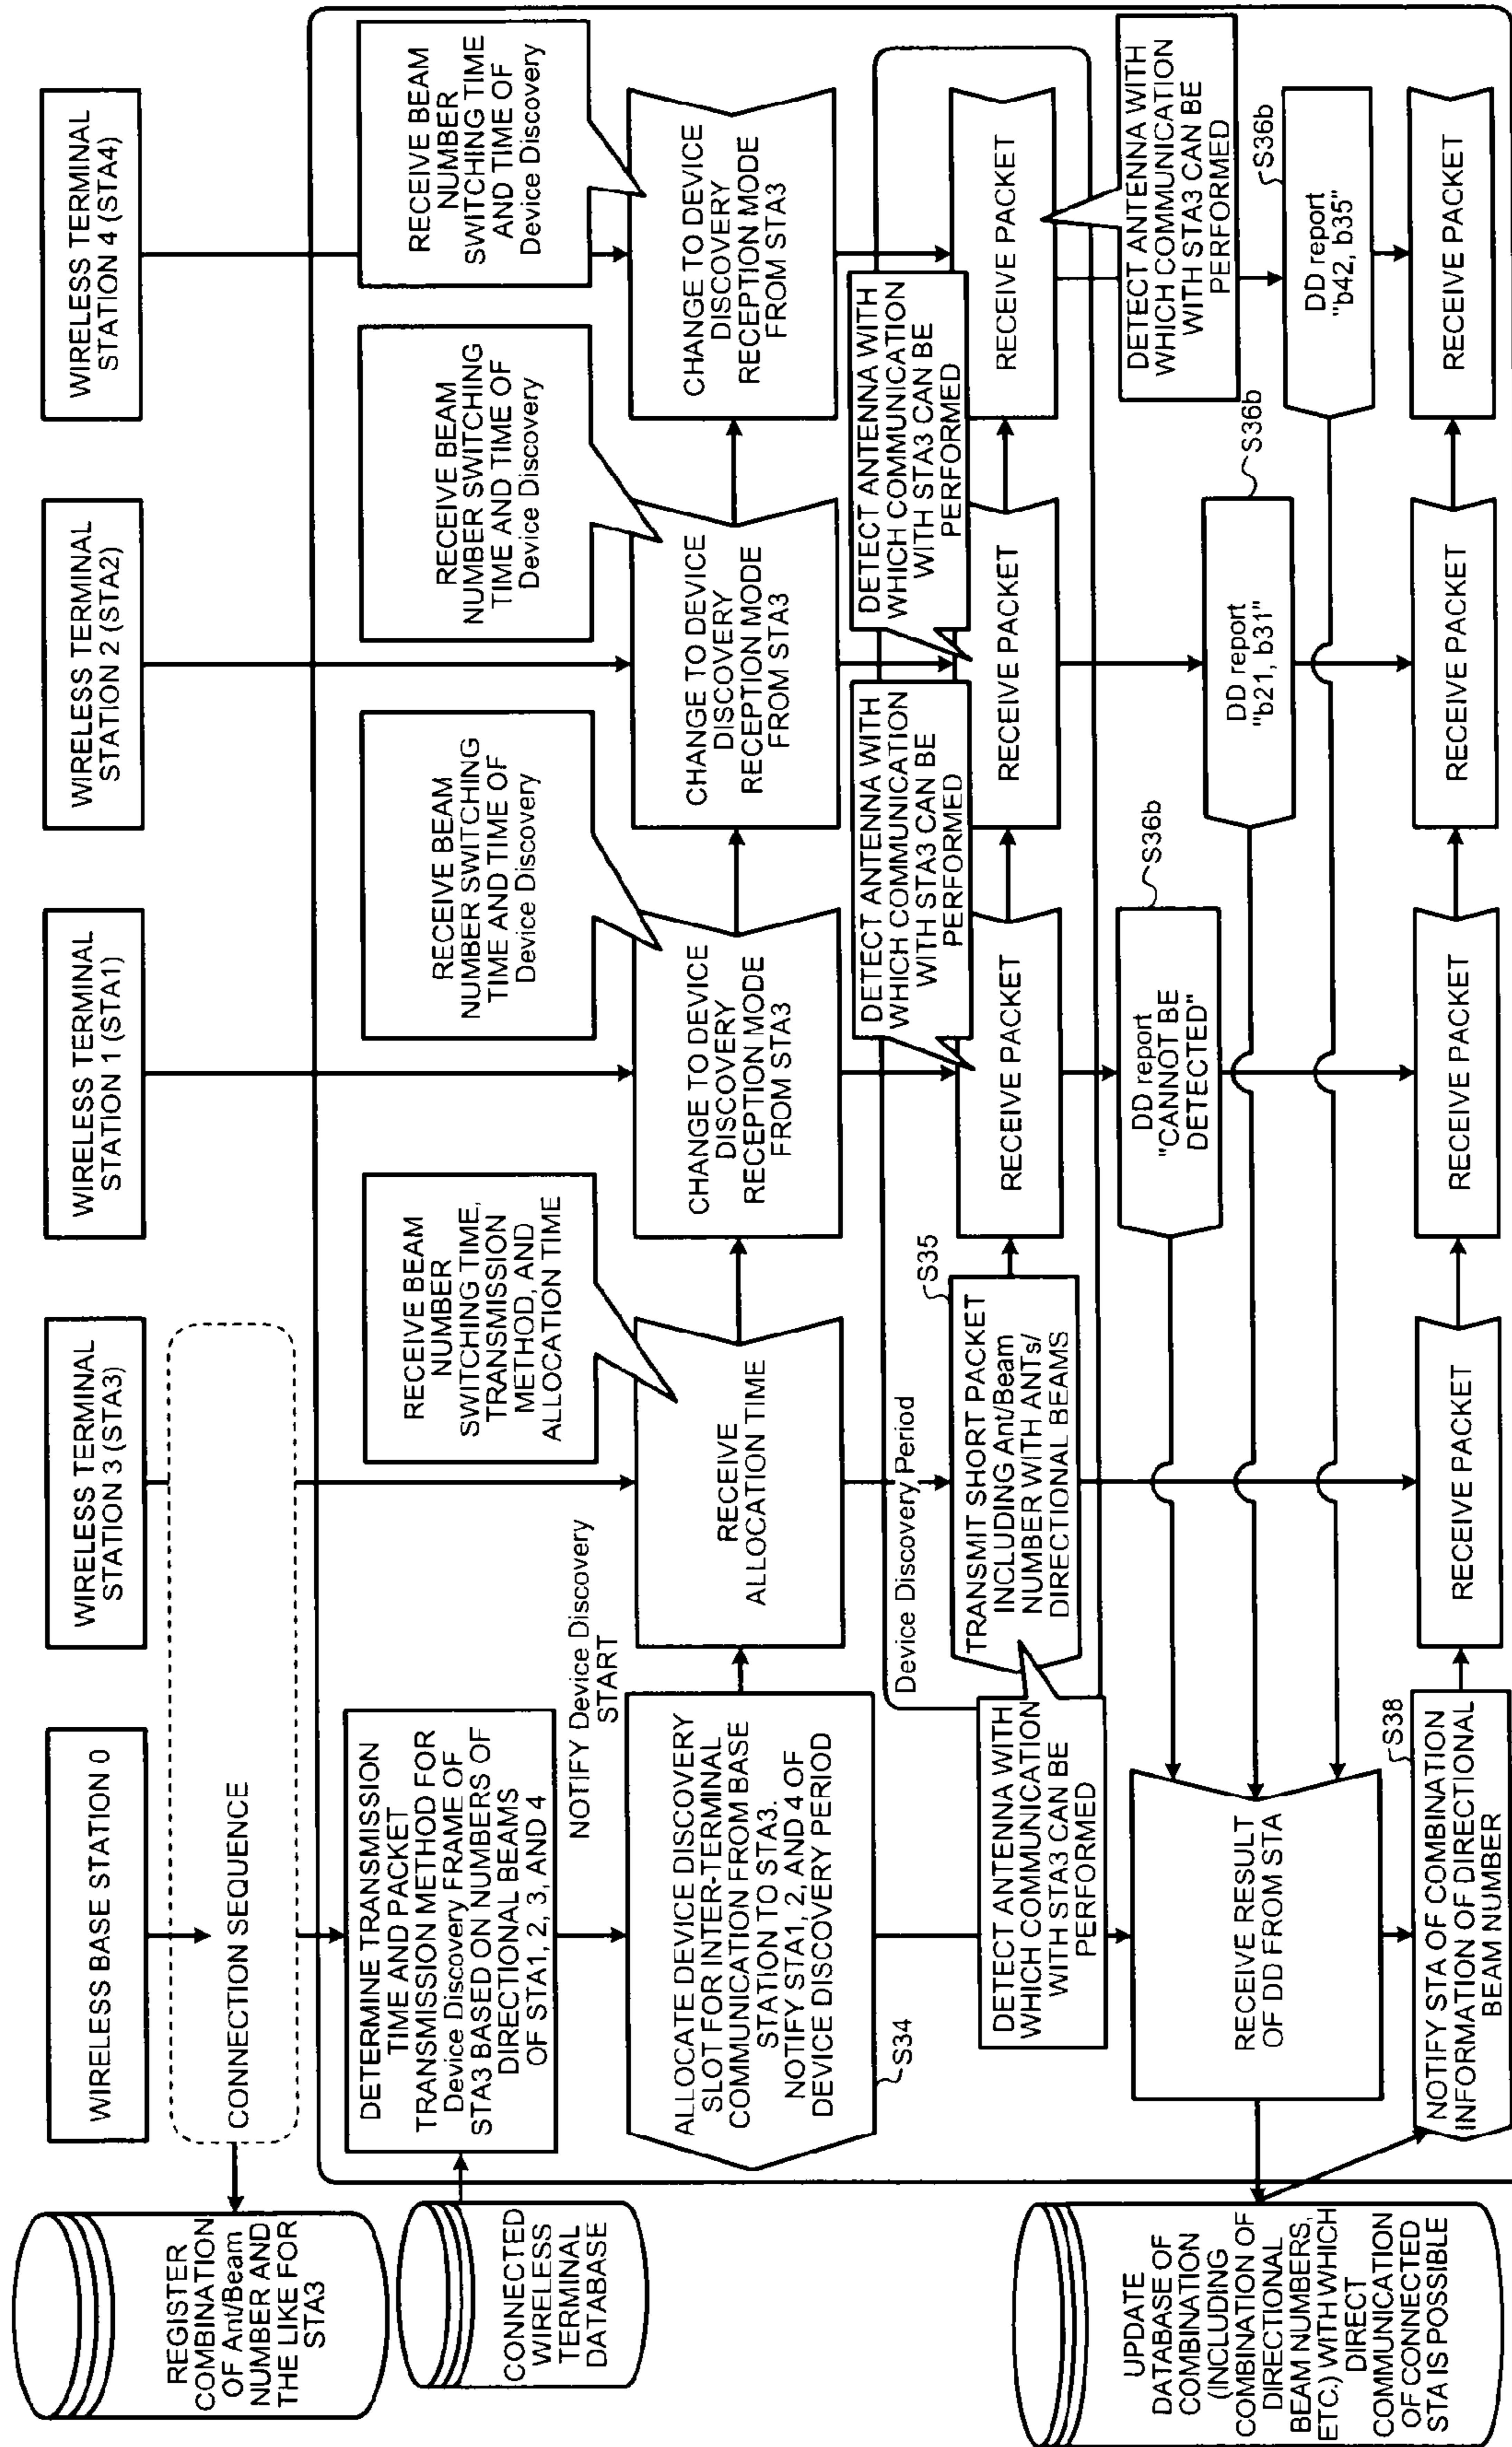 WIRELESS TERMINAL
STATION 4 (STA4)
WIRELESS TERMINAL
STATION 2 (STA2)
WIRELESS TERMINAL
STATION 1 (STA1)
WIRELESS TERMINAL
STATION 3 (STA3)
WIRELESS BASE STATION 0
CONNECTION SEQUENCE
REGISTER
COMBINATION
OF Ant/Beam
NUMBER AND
THE LIKE FOR
STA3
RECEIVE BEAM
NUMBER
SWITCHING TIME
AND TIME OF
Device Discovery
RECEIVE BEAM
NUMBER SWITCHING
TIME AND TIME OF
Device Discovery
RECEIVE BEAM
NUMBER SWITCHING
TIME AND TIME OF
Device Discovery
RECEIVE BEAM
NUMBER
SWITCHING TIME,
TRANSMISSION
METHOD, AND
ALLOCATION TIME
DETERMINE TRANSMISSION
TIME AND PACKET
TRANSMISSION METHOD FOR
Device Discovery FRAME OF
STA3 BASED ON NUMBERS OF
DIRECTIONAL BEAMS
OF STA1, 2, 3, AND 4
CONNECTED
WIRELESS
TERMINAL
DATABASE
NOTIFY Device Discovery
START
CHANGE TO DEVICE
DISCOVERY
RECEPTION MODE
FROM STA3
CHANGE TO DEVICE
DISCOVERY
RECEPTION MODE
FROM STA3
CHANGE TO DEVICE
DISCOVERY
RECEPTION MODE
FROM STA3
RECEIVE
ALLOCATION TIME
ALLOCATE DEVICE DISCOVERY
SLOT FOR INTER-TERMINAL
COMMUNICATION FROM BASE
STATION TO STA3.
NOTIFY STA1, 2, AND 4 OF
DEVICE DISCOVERY PERIOD
S34
Device Discovery Period
DETECT ANTENNA WITH
WHICH COMMUNICATION
WITH STA3 CAN BE
PERFORMED
DETECT ANTENNA WITH
WHICH COMMUNICATION
WITH STA3 CAN BE
PERFORMED
RECEIVE PACKET
RECEIVE PACKET
RECEIVE PACKET
S35
TRANSMIT SHORT PACKET
INCLUDING Ant/Beam
NUMBER WITH ANTs/
DIRECTIONAL BEAMS
DETECT ANTENNA WITH
WHICH COMMUNICATION
WITH STA3 CAN BE
PERFORMED
DETECT ANTENNA WITH
WHICH COMMUNICATION
WITH STA3 CAN BE
PERFORMED
S36b
DD report
"b42, b35"
S36b
DD report
"b21, b31"
S36b
DD report
"CANNOT BE
DETECTED"
RECEIVE RESULT
OF DD FROM STA
UPDATE
DATABASE OF
COMBINATION
(INCLUDING
COMBINATION OF
DIRECTIONAL
BEAM NUMBERS,
ETC.) WITH WHICH
DIRECT
COMMUNICATION
OF CONNECTED
STA IS POSSIBLE
RECEIVE PACKET
RECEIVE PACKET
RECEIVE PACKET
RECEIVE PACKET
S38
NOTIFY STA OF COMBINATION
INFORMATION OF DIRECTIONAL
BEAM NUMBER